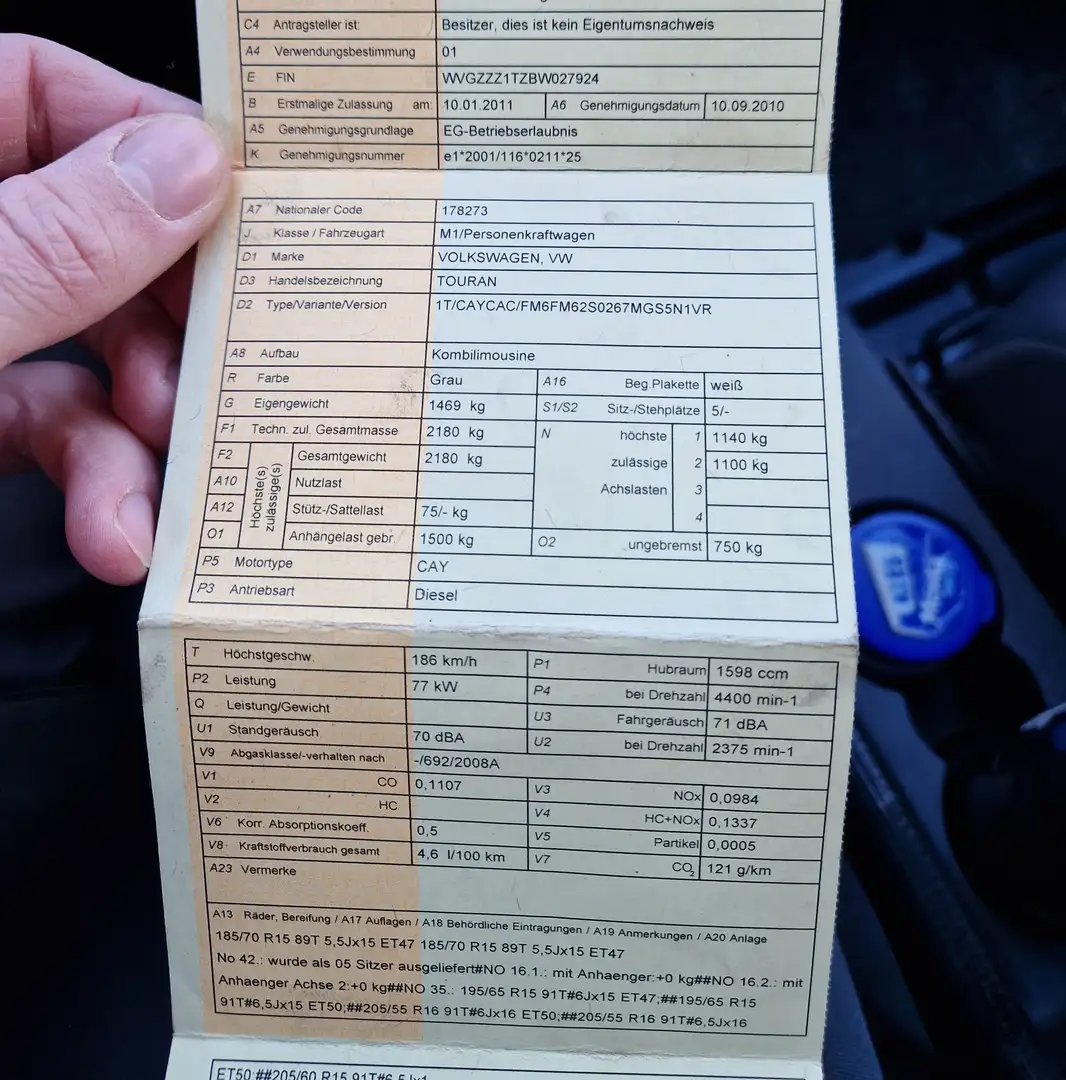 C4 Antragsteller ist: Besitzer, dies ist kein Eigentumsnachweis
A4 Verwendungsbestimmung 01
E FIN WVGZZZ1TZBW027924
B Erstmalige Zulassung am: 10.01.2011 A6 Genehmigungsdatum 10.09.2010
A5 Genehmigungsgrundlage EG-Betriebserlaubnis
K Genehmigungsnummer e1*2001/116*0211*25
A7 Nationaler Code 178273
J Klasse / Fahrzeugart M1/Personenkraftwagen
D1 Marke VOLKSWAGEN, VW
D3 Handelsbezeichnung TOURAN
D2 Type/Variante/Version 1T/CAYCAC/FM6FM62S0267MGS5N1VR
A8 Aufbau Kombilimousine
R Farbe Grau A16 Beg.Plakette weiß
G Eigengewicht 1469 kg S1/S2 Sitz-/Stehplätze 5/-
F1 Techn. zul. Gesamtmasse 2180 kg N höchste 1 1140 kg
F2 Höchste(s) zulässige(s) Gesamtgewicht 2180 kg zulässige 2 1100 kg
A10 Nutzlast Achslasten 3
A12 Stütz-/Sattellast 75/- kg 4
O1 Anhängelast gebr. 1500 kg O2 ungebremst 750 kg
P5 Motortype CAY
P3 Antriebsart Diesel
T Höchstgeschw. 186 km/h P1 Hubraum 1598 ccm
P2 Leistung 77 kW P4 bei Drehzahl 4400 min-1
Q Leistung/Gewicht U3 Fahrgeräusch 71 dBA
U1 Standgeräusch 70 dBA U2 bei Drehzahl 2375 min-1
V9 Abgasklasse/-verhalten nach -/692/2008A
V1 CO 0,1107 V3 NOx 0,0984
V2 HC V4 HC+NOx 0,1337
V6 Korr. Absorptionskoeff. 0,5 V5 Partikel 0,0005
V8 Kraftstoffverbrauch gesamt 4,6 l/100 km V7 CO2 121 g/km
A23 Vermerke
A13 Räder, Bereifung / A17 Auflagen / A18 Behördliche Eintragungen / A19 Anmerkungen / A20 Anlage
185/70 R15 89T 5,5Jx15 ET47 185/70 R15 89T 5,5Jx15 ET47
No 42.: wurde als 05 Sitzer ausgeliefert#NO 16.1.: mit Anhaenger:+0 kg##NO 16.2.: mit
Anhaenger Achse 2:+0 kg##NO 35.: 195/65 R15 91T#6Jx15 ET47;##195/65 R15
91T#6,5Jx15 ET50;##205/55 R16 91T#6Jx16 ET50;##205/55 R16 91T#6,5Jx16
ET50;##205/60 R15 91T#6,5Jx1